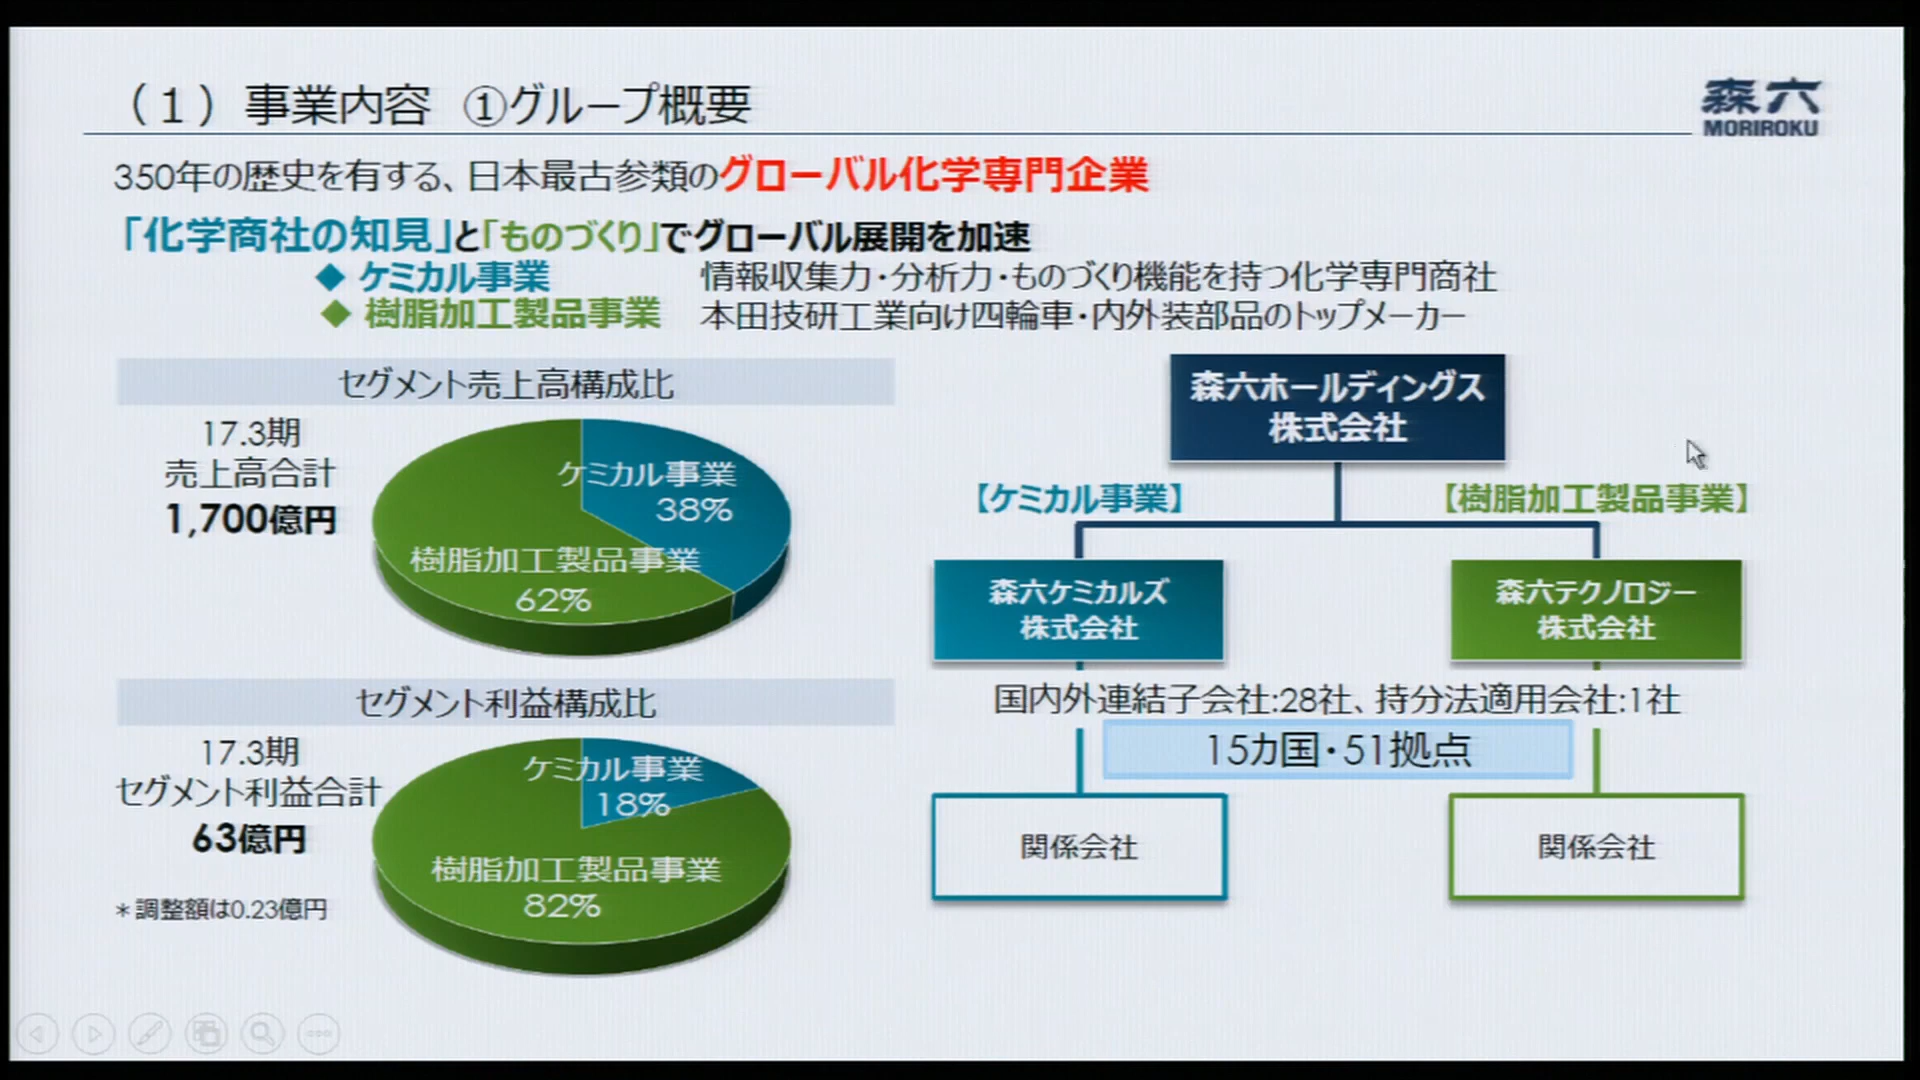 （１）事業内容　①グループ概要
森六
MORIROKU
350年の歴史を有する、日本最古参類のグローバル化学専門企業
「化学商社の知見」と「ものづくり」でグローバル展開を加速
◆ ケミカル事業　情報収集力・分析力・ものづくり機能を持つ化学専門商社
◆ 樹脂加工製品事業　本田技研工業向け四輪車・内外装部品のトップメーカー
セグメント売上高構成比
17.3期
売上高合計
1,700億円
ケミカル事業
38%
樹脂加工製品事業
62%
セグメント利益構成比
17.3期
セグメント利益合計
63億円
＊調整額は0.23億円
ケミカル事業
18%
樹脂加工製品事業
82%
森六ホールディングス
株式会社
【ケミカル事業】
【樹脂加工製品事業】
森六ケミカルズ
株式会社
森六テクノロジー
株式会社
国内外連結子会社:28社、持分法適用会社:1社
15カ国・51拠点
関係会社
関係会社